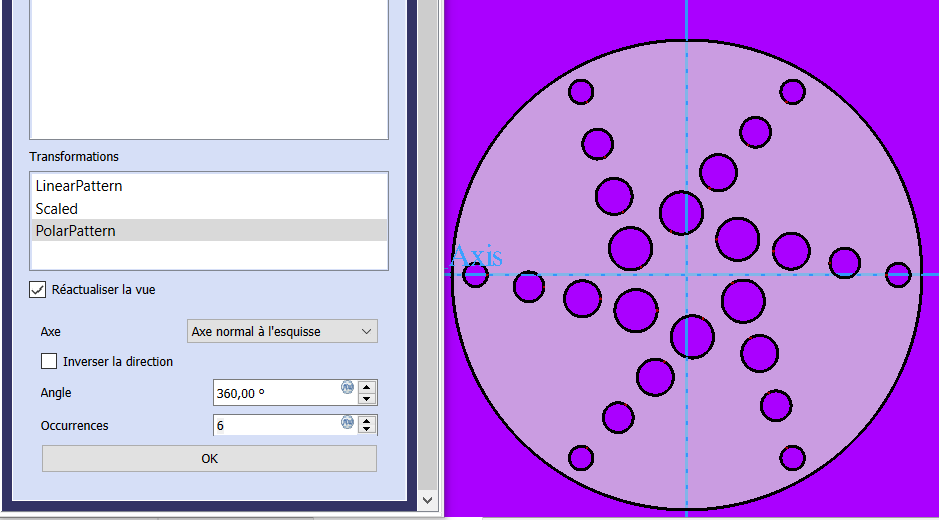 Transformations
LinearPattern
Scaled
PolarPattern
Réactualiser la vue
Axe
Axe normal à l'esquisse
Inverser la direction
Angle
360,00 º
Occurrences
6
OK
Axis